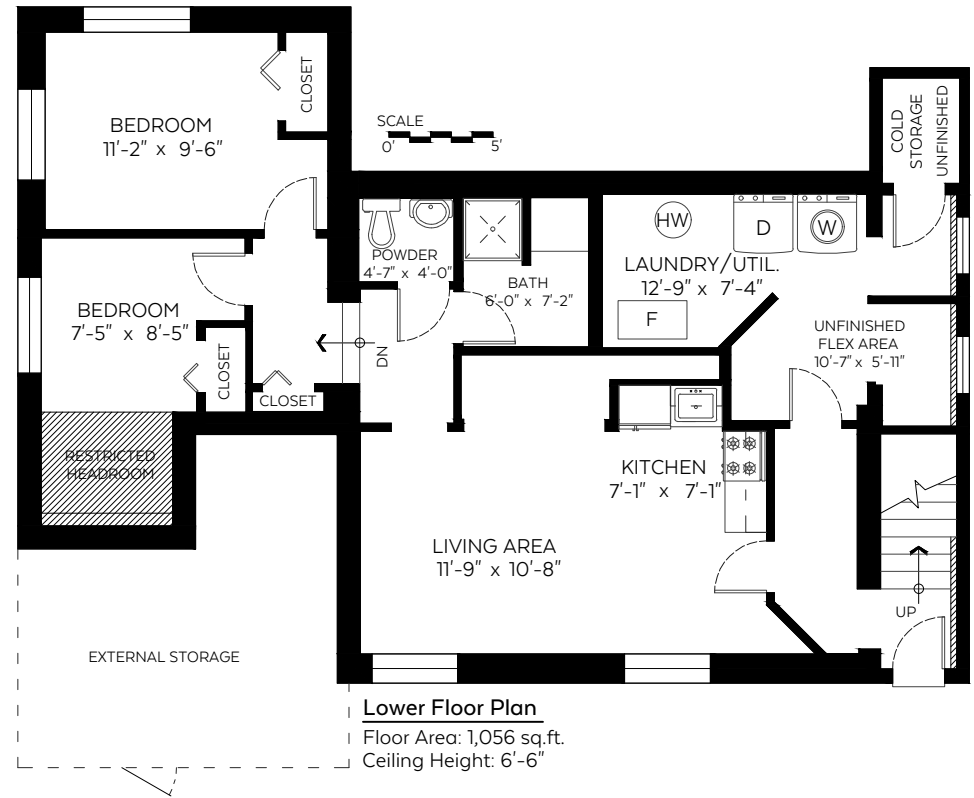 BEDROOM
11'-2" x 9'-6"
CLOSET
SCALE
0' 5'
COLD
STORAGE
UNFINISHED
HW
D
W
POWDER
4'-7" x 4'-0"
BATH
6'-0" x 7'-2"
LAUNDRY/UTIL.
12'-9" x 7'-4"
F
BEDROOM
7'-5" x 8'-5"
CLOSET
CLOSET
DN
UNFINISHED
FLEX AREA
10'-7" x 5'-11"
RESTRICTED
HEADROOM
KITCHEN
7'-1" x 7'-1"
LIVING AREA
11'-9" x 10'-8"
UP
EXTERNAL STORAGE
Lower Floor Plan
Floor Area: 1,056 sq.ft.
Ceiling Height: 6'-6"